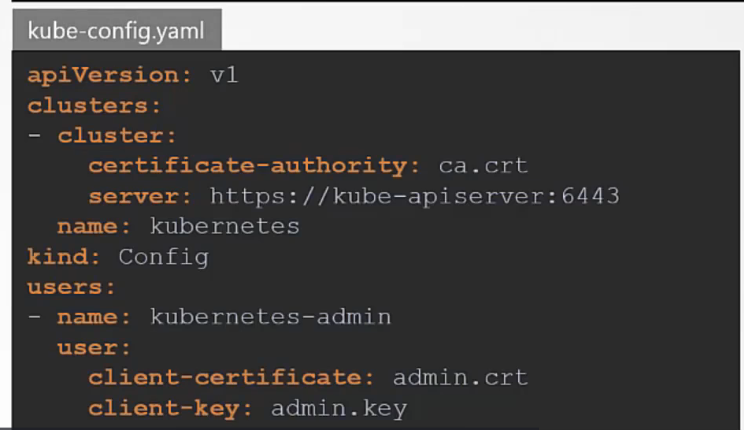 kube-config.yaml
apiVersion: v1
clusters:
- cluster:
    certificate-authority: ca.crt
    server: https://kube-apiserver:6443
  name: kubernetes
kind: Config
users:
- name: kubernetes-admin
  user:
    client-certificate: admin.crt
    client-key: admin.key